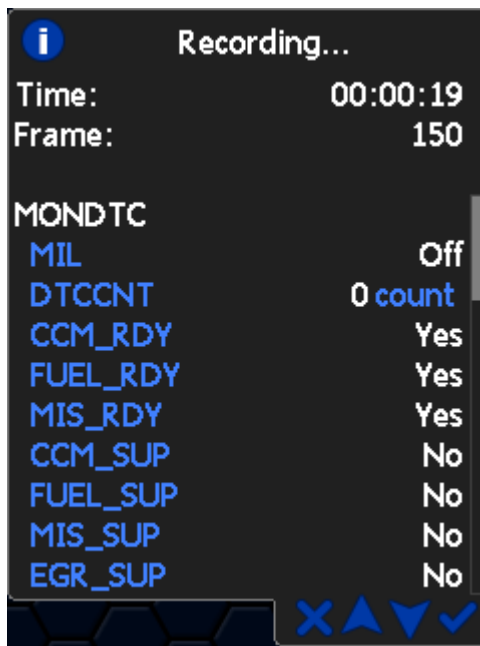 i Recording...
Time: 00:00:19
Frame: 150
MONDTC
MIL Off
DTCCNT 0 count
CCM_RDY Yes
FUEL_RDY Yes
MIS_RDY Yes
CCM_SUP No
FUEL_SUP No
MIS_SUP No
EGR_SUP No